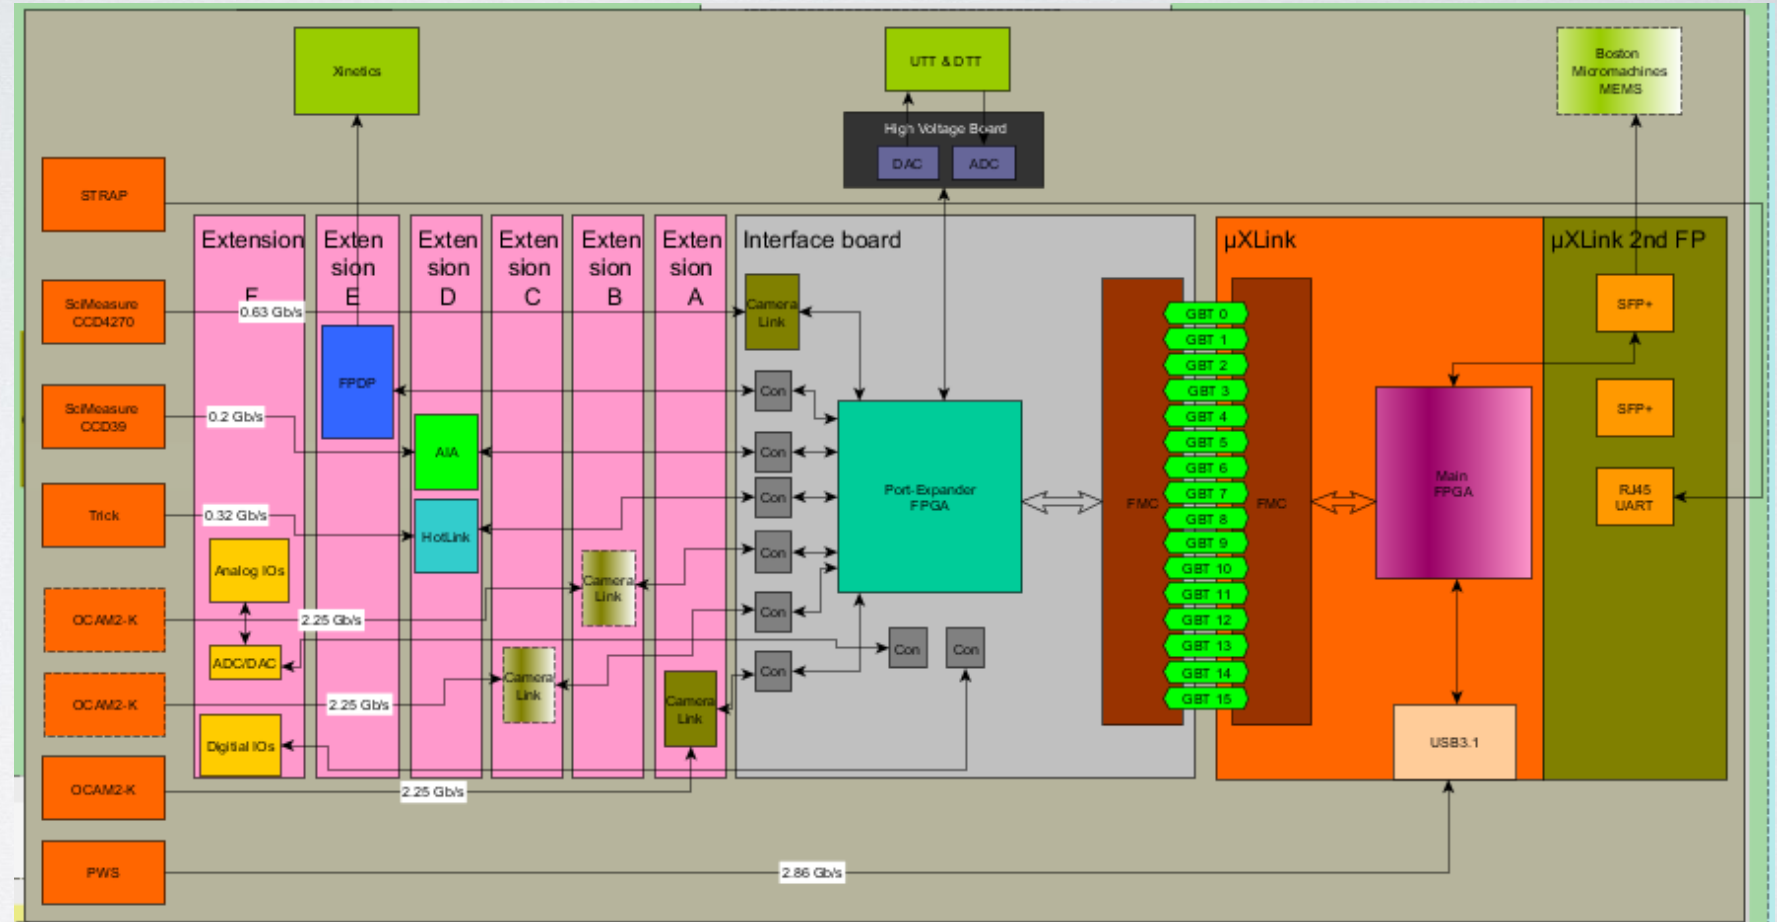 Xinetics
UTT & DTT
Boston
Micromachines
MEMS
High Voltage Board
DAC
ADC
STRAP
Extension
F
Exten
sion
E
Exten
sion
D
Exten
sion
C
Exten
sion
B
Exten
sion
A
Interface board
µXLink
µXLink 2nd FP
SciMeasure
CCD4270
0.63 Gb/s
Camera
Link
FPDP
Con
SciMeasure
CCD39
0.2 Gb/s
AIA
Con
Trick
0.32 Gb/s
HotLink
Con
Analog IOs
ADC/DAC
Digitial IOs
OCAM2-K
2.25 Gb/s
Camera
Link
Con
OCAM2-K
2.25 Gb/s
Camera
Link
Con
OCAM2-K
2.25 Gb/s
Camera
Link
Con
Con
Con
Port-Expander
FPGA
FMC
GBT 0
GBT 1
GBT 2
GBT 3
GBT 4
GBT 5
GBT 6
GBT 7
GBT 8
GBT 9
GBT 10
GBT 11
GBT 12
GBT 13
GBT 14
GBT 15
FMC
Main
FPGA
SFP+
SFP+
RJ45
UART
USB3.1
PWS
2.86 Gb/s